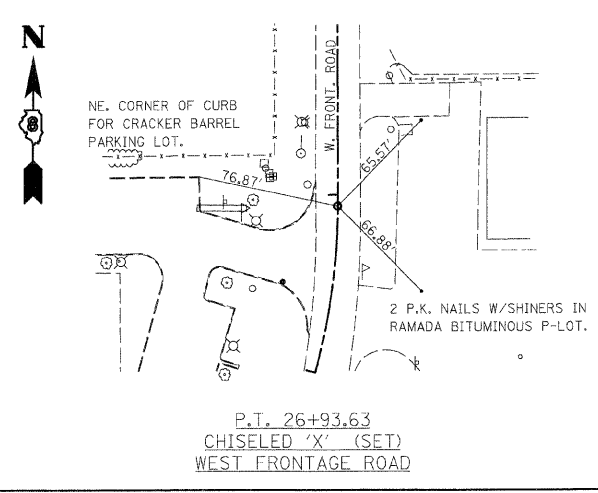 N
8
NE. CORNER OF CURB
FOR CRACKER BARREL
PARKING LOT.
W. FRONT. ROAD
76.87'
65.57'
66.88'
2 P.K. NAILS W/SHINERS IN
RAMADA BITUMINOUS P-LOT.
P.T. 26+93.63
CHISELED 'X' (SET)
WEST FRONTAGE ROAD